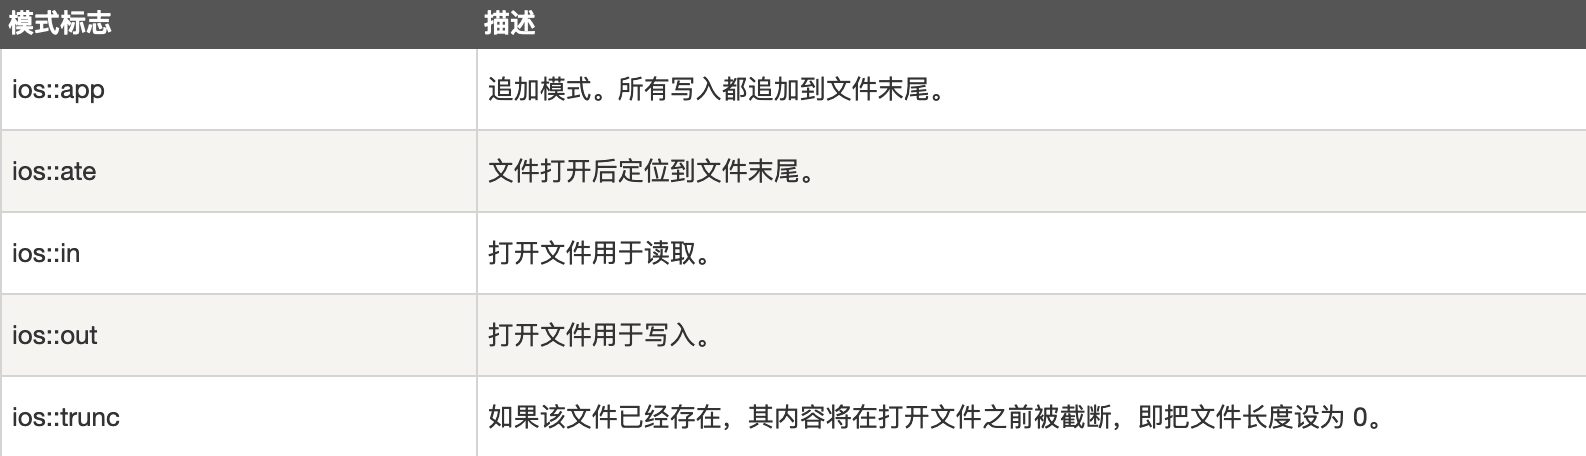 模式标志 描述
ios::app 追加模式。所有写入都追加到文件末尾。
ios::ate 文件打开后定位到文件末尾。
ios::in 打开文件用于读取。
ios::out 打开文件用于写入。
ios::trunc 如果该文件已经存在，其内容将在打开文件之前被截断，即把文件长度设为 0。